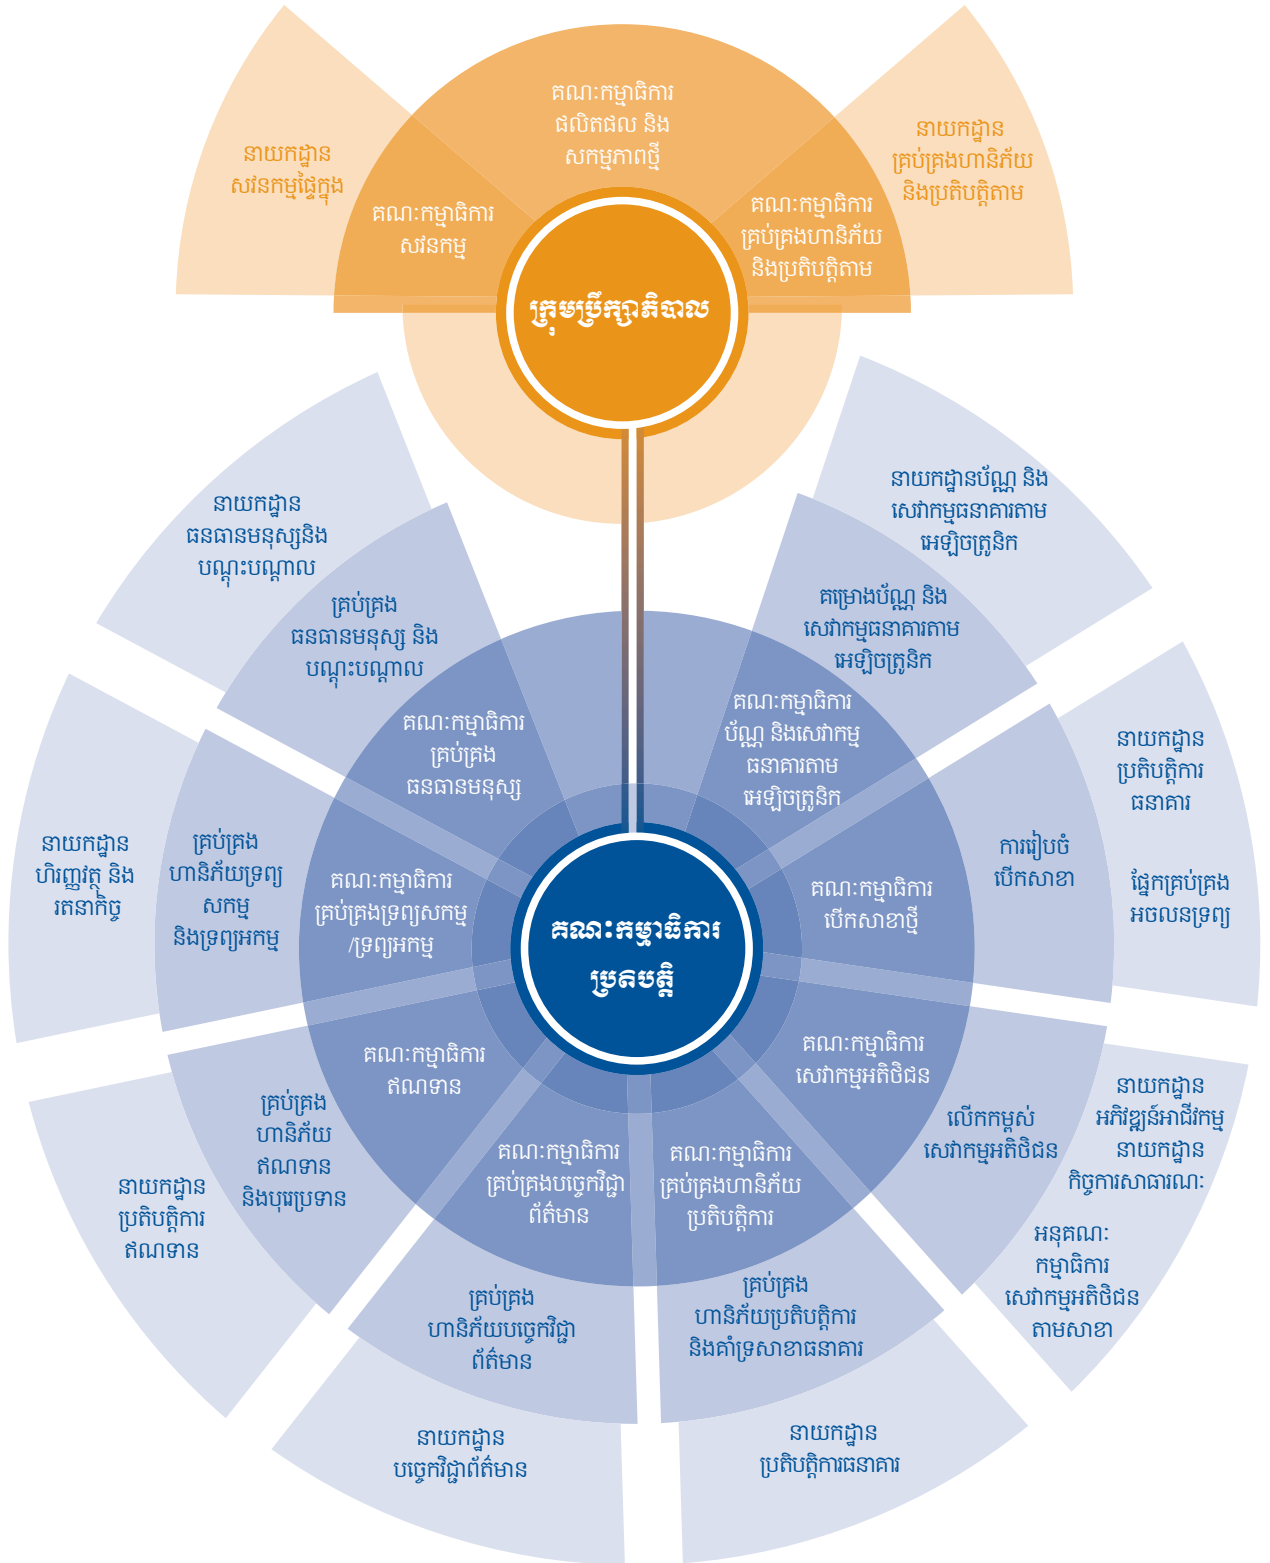 គណៈកម្មាធិការ
ផលិតផល និង
សកម្មភាពថ្មី
នាយកដ្ឋាន
សវនកម្មផ្ទៃក្នុង
គណៈកម្មាធិការ
សវនកម្ម
គណៈកម្មាធិការ
គ្រប់គ្រងហានិភ័យ
និងប្រតិបត្តិតាម
នាយកដ្ឋាន
គ្រប់គ្រងហានិភ័យ
និងប្រតិបត្តិតាម
ក្រុមប្រឹក្សាភិបាល
នាយកដ្ឋាន
ធនធានមនុស្សនិង
បណ្តុះបណ្តាល
គ្រប់គ្រង
ធនធានមនុស្ស និង
បណ្តុះបណ្តាល
គណៈកម្មាធិការ
គ្រប់គ្រង
ធនធានមនុស្ស
នាយកដ្ឋានប័ណ្ណ និង
សេវាកម្មធនាគារតាម
អេឡិចត្រូនិក
គម្រោងប័ណ្ណ និង
សេវាកម្មធនាគារតាម
អេឡិចត្រូនិក
គណៈកម្មាធិការ
ប័ណ្ណ និងសេវាកម្ម
ធនាគារតាម
អេឡិចត្រូនិក
នាយកដ្ឋាន
ប្រតិបត្តិការ
ធនាគារ
ផ្នែកគ្រប់គ្រង
អចលនទ្រព្យ
ការរៀបចំ
បើកសាខា
គណៈកម្មាធិការ
បើកសាខាថ្មី
នាយកដ្ឋាន
ហិរញ្ញវត្ថុ និង
រតនាកិច្ច
គ្រប់គ្រង
ហានិភ័យទ្រព្យ
សកម្ម
និងទ្រព្យអកម្ម
គណៈកម្មាធិការ
គ្រប់គ្រងទ្រព្យសកម្ម
/ទ្រព្យអកម្ម
គណៈកម្មាធិការ
ប្រតិបត្តិ
គណៈកម្មាធិការ
សេវាកម្មអតិថិជន
លើកកម្ពស់
សេវាកម្មអតិថិជន
នាយកដ្ឋាន
អភិវឌ្ឍន៍អាជីវកម្ម
នាយកដ្ឋាន
កិច្ចការសាធារណៈ
អនុគណៈ
កម្មាធិការ
សេវាកម្មអតិថិជន
តាមសាខា
គណៈកម្មាធិការ
ឥណទាន
គ្រប់គ្រង
ហានិភ័យ
ឥណទាន
និងបុរេប្រទាន
នាយកដ្ឋាន
ប្រតិបត្តិការ
ឥណទាន
គណៈកម្មាធិការ
គ្រប់គ្រងបច្ចេកវិជ្ជា
ព័ត៌មាន
គ្រប់គ្រង
ហានិភ័យបច្ចេកវិជ្ជា
ព័ត៌មាន
នាយកដ្ឋាន
បច្ចេកវិជ្ជាព័ត៌មាន
គណៈកម្មាធិការ
គ្រប់គ្រងហានិភ័យ
ប្រតិបត្តិការ
គ្រប់គ្រង
ហានិភ័យប្រតិបត្តិការ
និងគាំទ្រសាខាធនាគារ
នាយកដ្ឋាន
ប្រតិបត្តិការធនាគារ